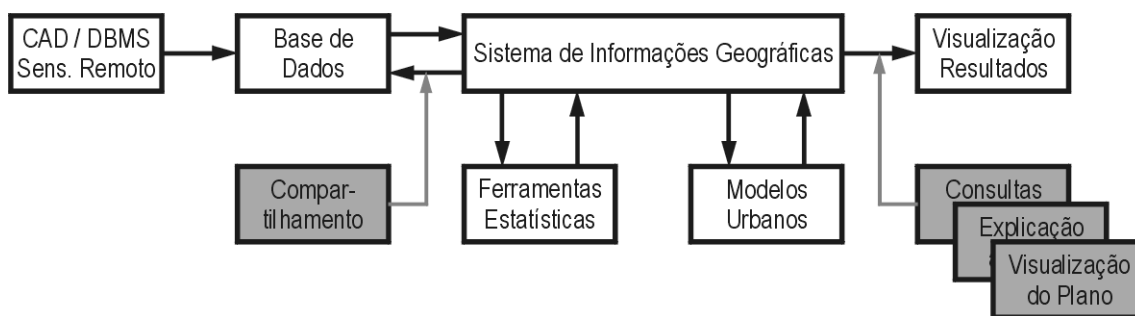 CAD / DBMS
Sens. Remoto
Base de
Dados
Sistema de Informações Geográficas
Visualização
Resultados
Compar-
tilhamento
Ferramentas
Estatísticas
Modelos
Urbanos
Consultas
Explicação
Visualização
do Plano